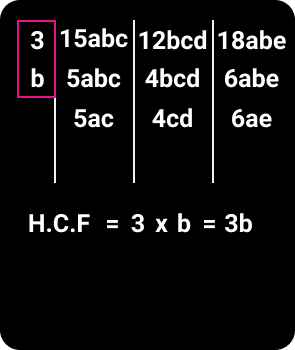 3 15abc 12bcd 18abe
b 5abc 4bcd 6abe
5ac 4cd 6ae
H.C.F = 3 x b = 3b